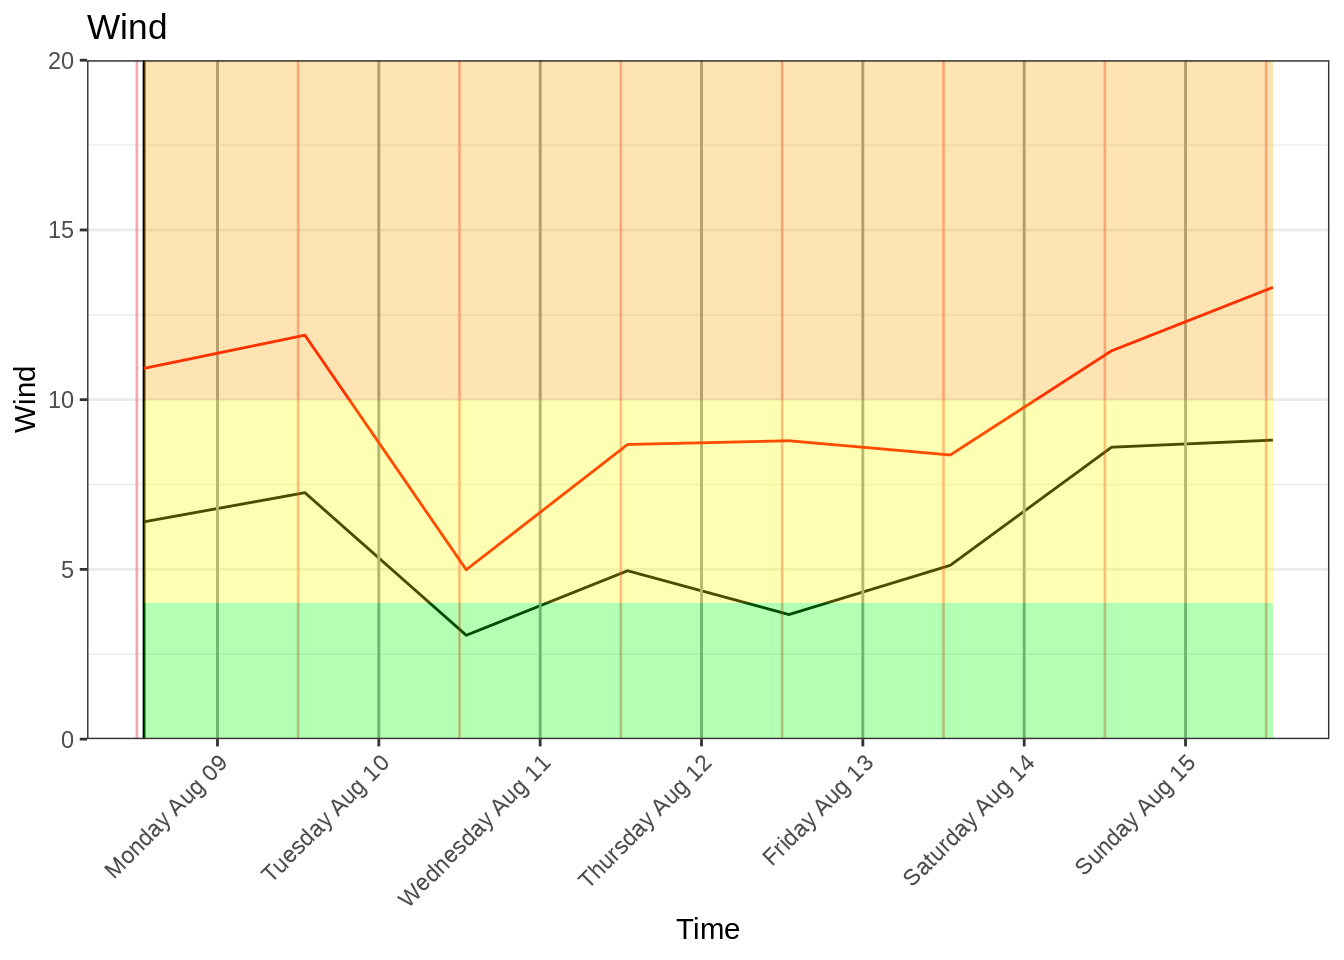 Wind
20
15
10
5
0
Wind
Monday Aug 09
Tuesday Aug 10
Wednesday Aug 11
Thursday Aug 12
Friday Aug 13
Saturday Aug 14
Sunday Aug 15
Time